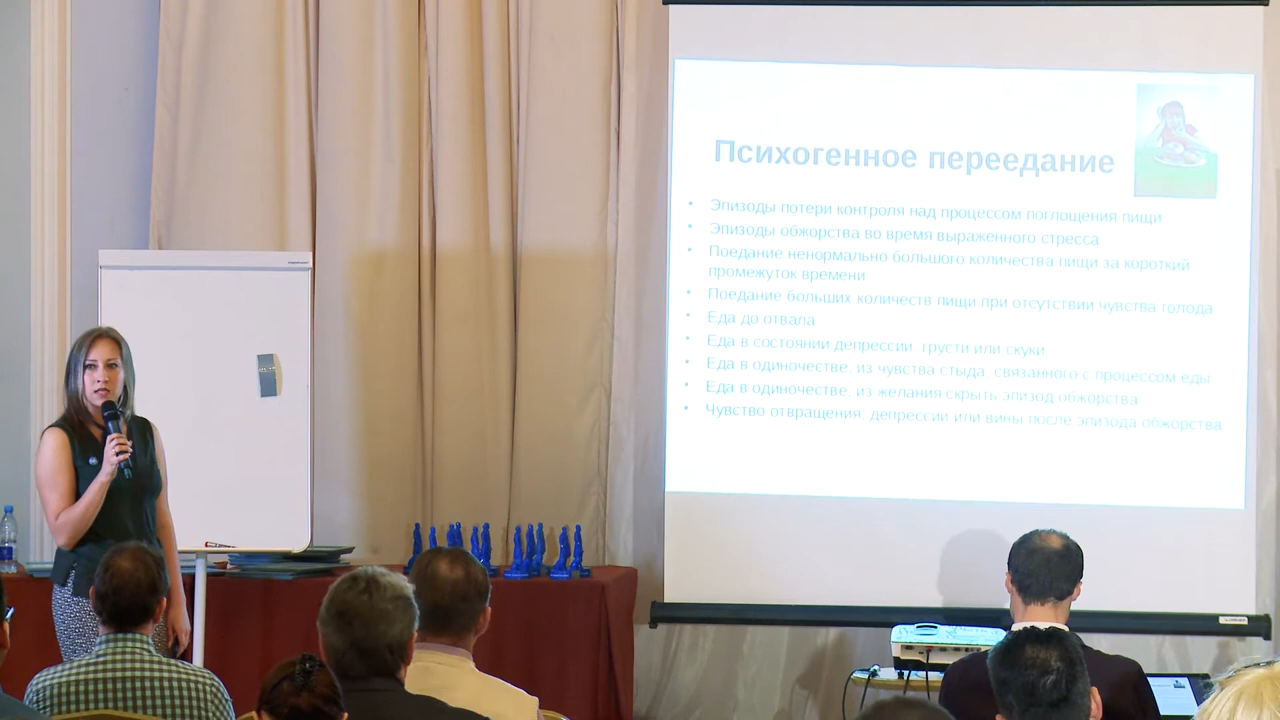 Психогенное переедание
• Эпизоды потери контроля над процессом поглощения пищи
• Эпизоды обжорства во время выраженного стресса
• Поедание ненормально большого количества пищи за короткий
промежуток времени
• Поедание больших количеств пищи при отсутствии чувства голода
• Еда до отвала
• Еда в состоянии депрессии, грусти или скуки
• Еда в одиночестве, из чувства стыда, связанного с процессом еды
• Еда в одиночестве, из желания скрыть эпизод обжорства
• Чувство отвращения, депрессии или вины после эпизода обжорства